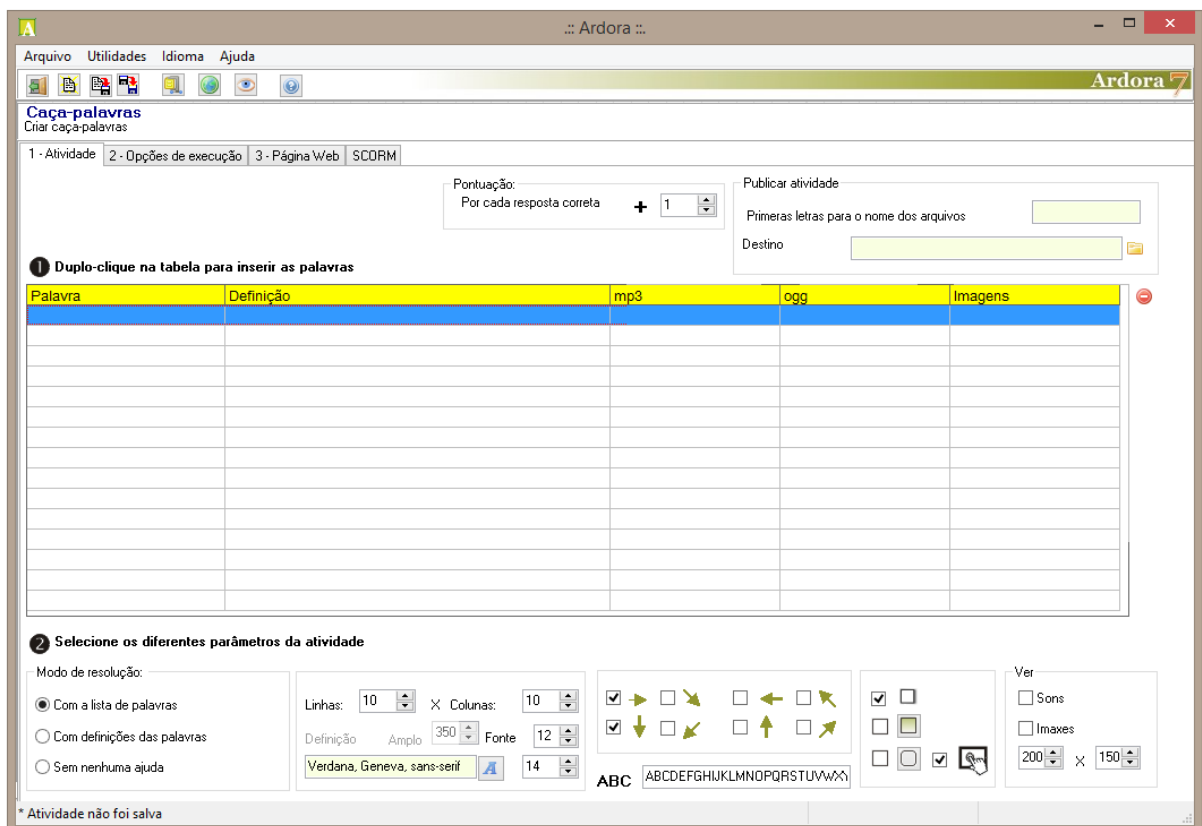 .:: Ardora ::.
Arquivo Utilidades Idioma Ajuda
Ardora 7
Caça-palavras
Criar caça-palavras
1 - Atividade 2 - Opções de execução 3 - Página Web SCORM
Pontuação:
Por cada resposta correta + 1
Publicar atividade
Primeras letras para o nome dos arquivos
Destino
1 Duplo-clique na tabela para inserir as palavras
Palavra Definição mp3 ogg Imagens
2 Selecione os diferentes parâmetros da atividade
Modo de resolução:
Com a lista de palavras
Com definições das palavras
Sem nenhuma ajuda
Linhas: 10 X Colunas: 10
Definição Amplo 350 Fonte 12
Verdana, Geneva, sans-serif A 14
ABC ABCDEFGHIJKLMNOPQRSTUVwXY
Ver
Sons
Imaxes
200 x 150
* Atividade não foi salva